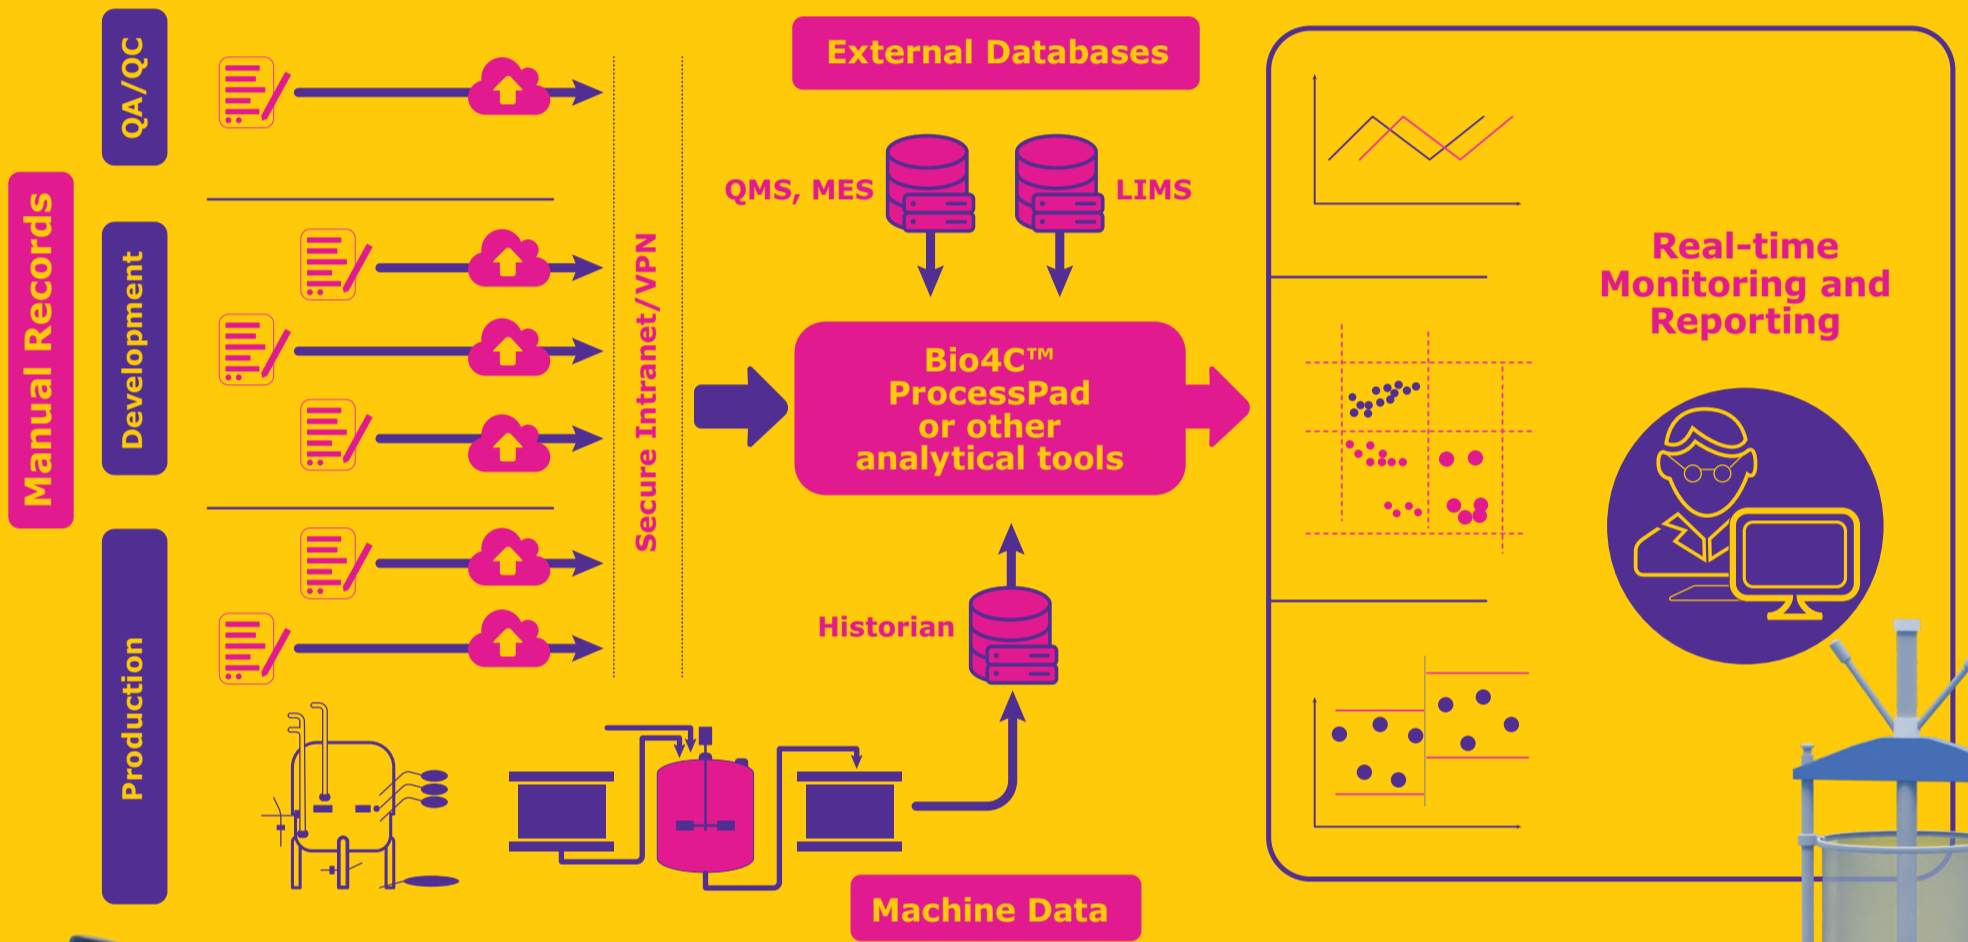 Manual Records
QA/QC
Development
Production
Secure Intranet/VPN
External Databases
QMS, MES
LIMS
Bio4C™
ProcessPad
or other
analytical tools
Historian
Machine Data
Real-time
Monitoring and
Reporting